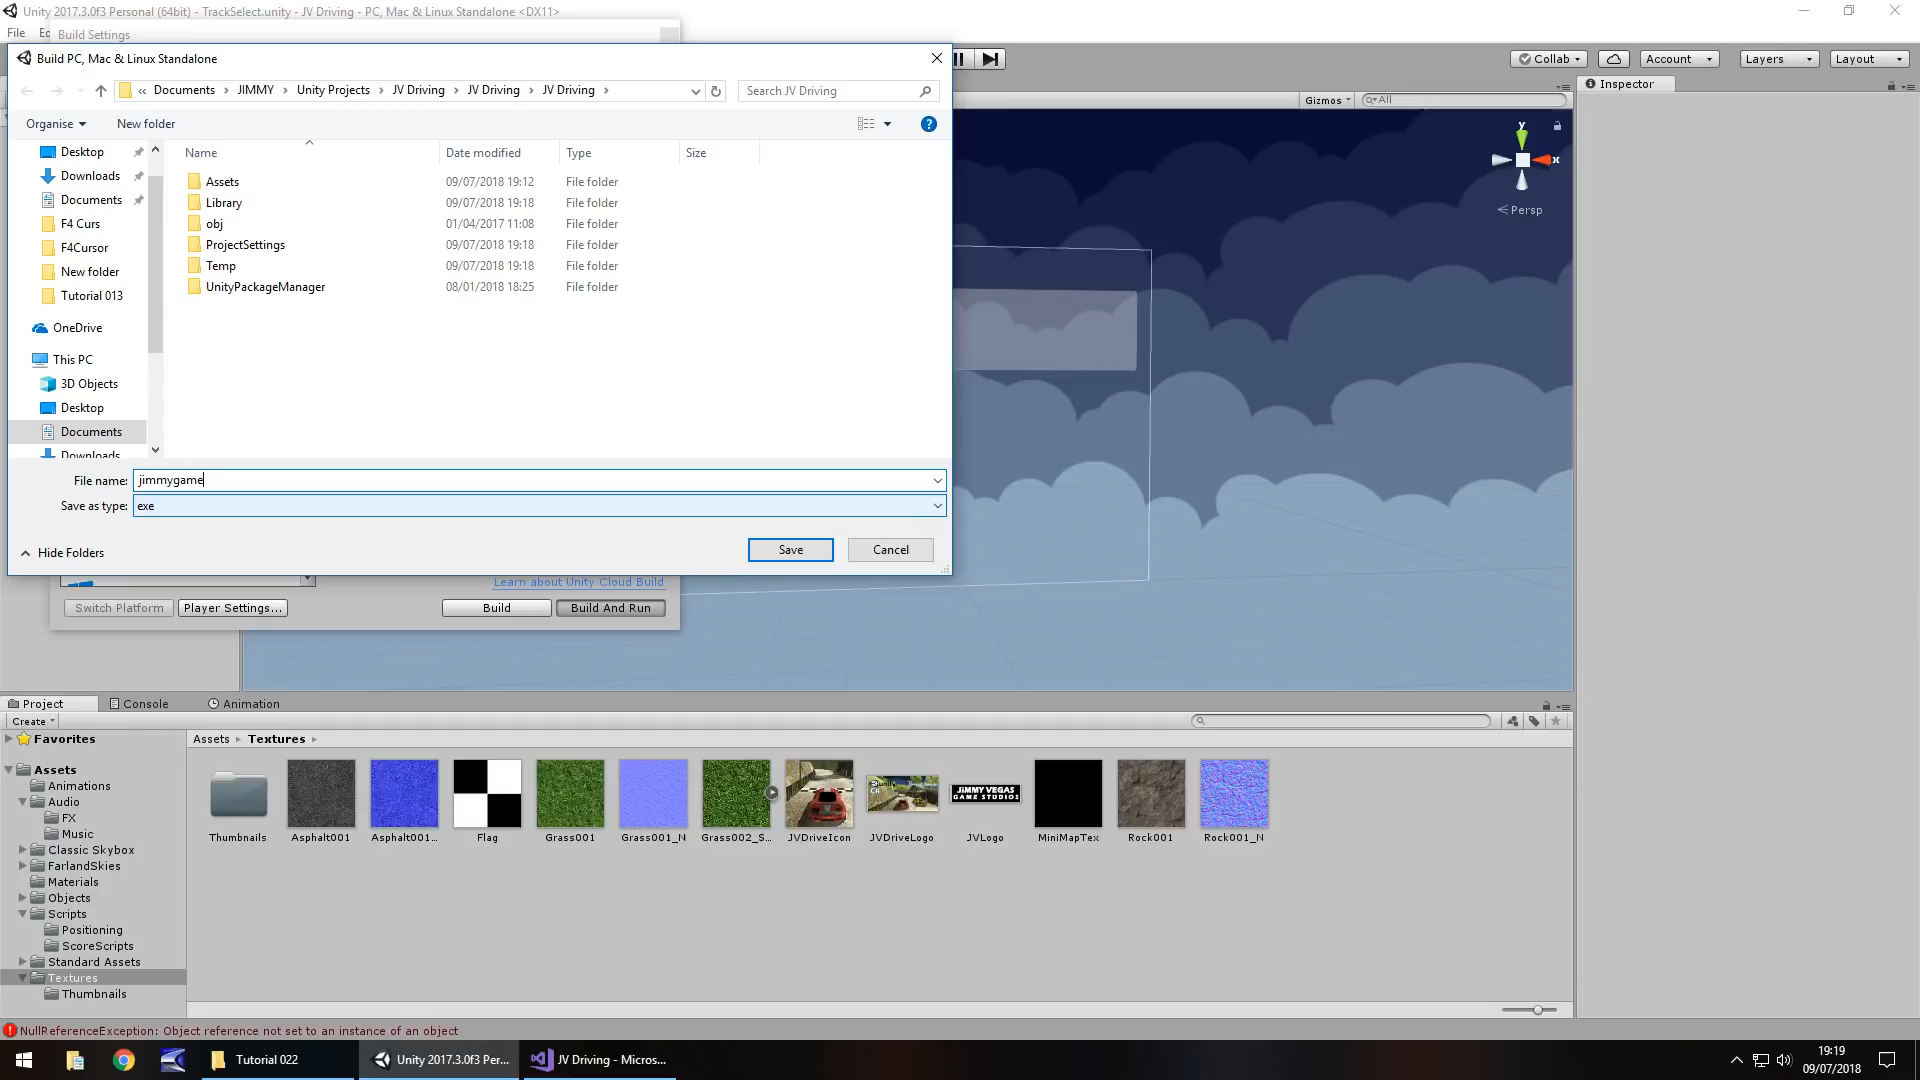 Unity 2017.3.0f3 Personal (64bit) - TrackSelect.unity - JV Driving - PC, Mac & Linux Standalone <DX11>
File
Build Settings
Build PC, Mac & Linux Standalone
« Documents › JIMMY › Unity Projects › JV Driving › JV Driving › JV Driving ›
Search JV Driving
Organise
New folder
Name
Date modified
Type
Size
Desktop
Downloads
Documents
F4 Curs
F4Cursor
New folder
Tutorial 013
OneDrive
This PC
3D Objects
Desktop
Documents
Downloads
Assets 09/07/2018 19:12 File folder
Library 09/07/2018 19:18 File folder
obj 01/04/2017 11:08 File folder
ProjectSettings 09/07/2018 19:18 File folder
Temp 09/07/2018 19:18 File folder
UnityPackageManager 08/01/2018 18:25 File folder
File name: jimmygame
Save as type: exe
Hide Folders
Save
Cancel
Learn about Unity Cloud Build
Switch Platform
Player Settings...
Build
Build And Run
Collab
Account
Layers
Layout
Gizmos
All
Inspector
y
x
Persp
Project
Console
Animation
Create
Favorites
Assets
Animations
Audio
FX
Music
Classic Skybox
FarlandSkies
Materials
Objects
Scripts
Positioning
ScoreScripts
Standard Assets
Textures
Thumbnails
Assets ▸ Textures ▸
JIMMY VEGAS
GAME STUDIOS
Thumbnails
Asphalt001
Asphalt001...
Flag
Grass001
Grass001_N
Grass002_S...
JVDriveIcon
JVDriveLogo
JVLogo
MiniMapTex
Rock001
Rock001_N
NullReferenceException: Object reference not set to an instance of an object
Tutorial 022
Unity 2017.3.0f3 Per...
JV Driving - Micros...
19:19
09/07/2018